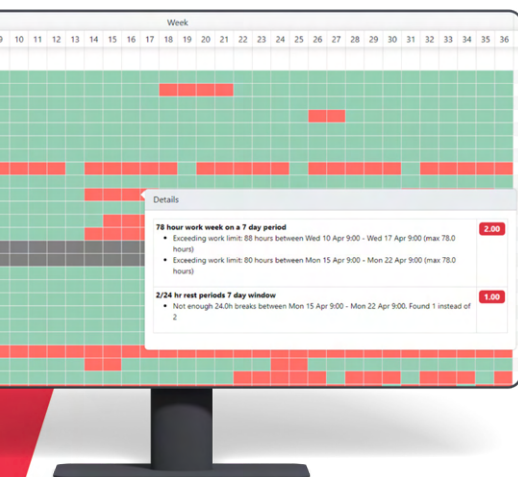 Week
9 10 11 12 13 14 15 16 17 18 19 20 21 22 23 24 25 26 27 28 29 30 31 32 33 34 35 36
Details
78 hour work week on a 7 day period
2.00
• Exceeding work limit: 88 hours between Wed 10 Apr 9:00 - Wed 17 Apr 9:00 (max 78.0
hours)
• Exceeding work limit: 80 hours between Mon 15 Apr 9:00 - Mon 22 Apr 9:00 (max 78.0
hours)
2/24 hr rest periods 7 day window
1.00
• Not enough 24.0h breaks between Mon 15 Apr 9:00 - Mon 22 Apr 9:00. Found 1 instead of
2